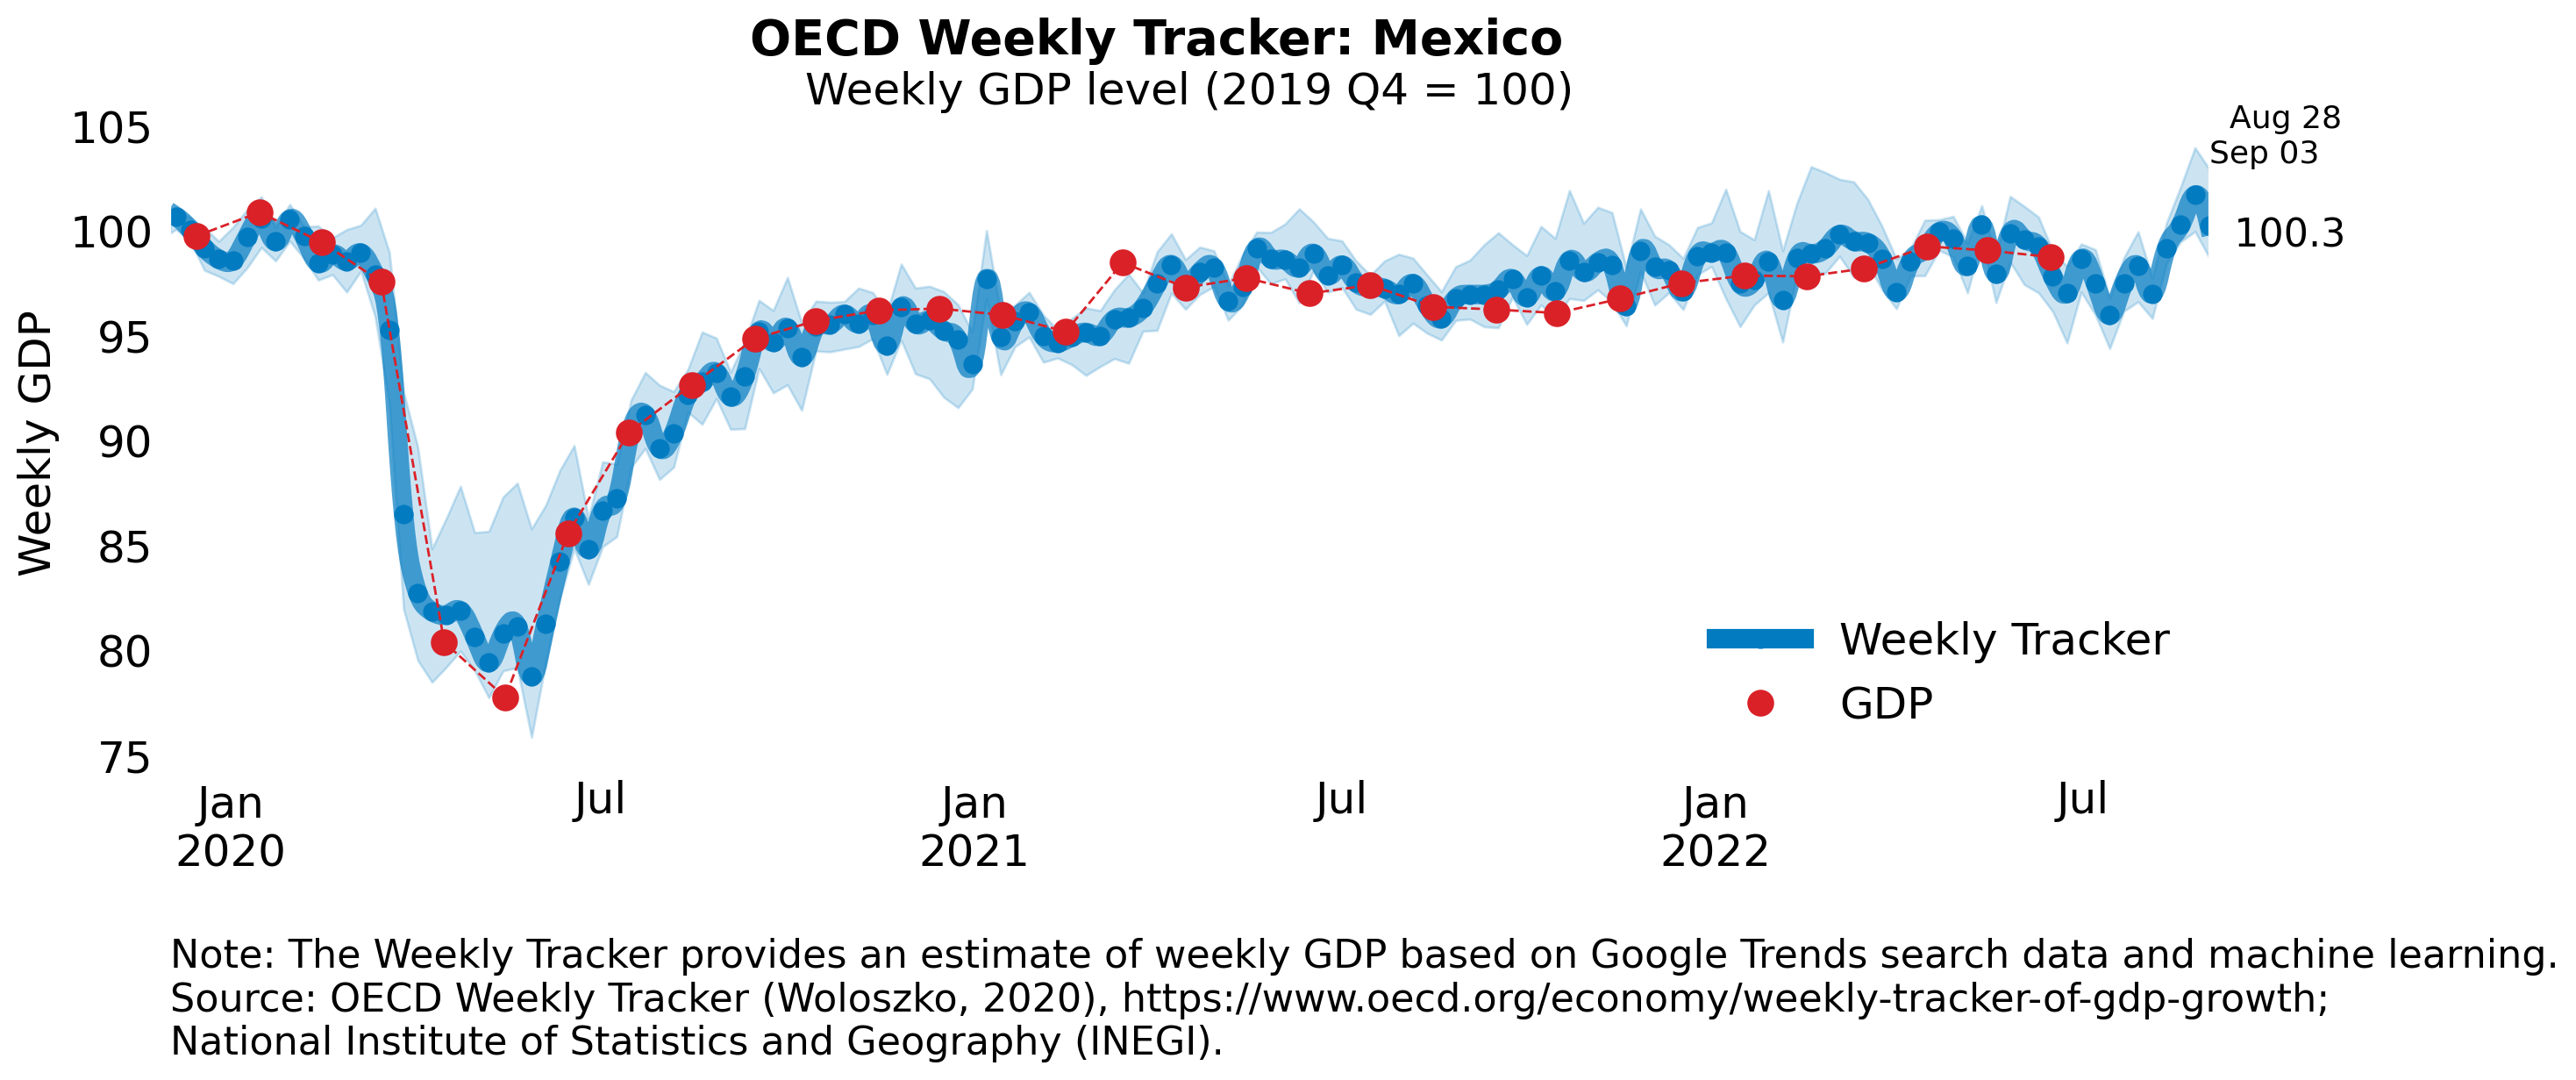 OECD Weekly Tracker: Mexico
Weekly GDP level (2019 Q4 = 100)
Aug 28
Sep 03
100.3
Weekly GDP
105
100
95
90
85
80
75
Weekly Tracker
GDP
Jan
2020
Jul
Jan
2021
Jul
Jan
2022
Jul
Note: The Weekly Tracker provides an estimate of weekly GDP based on Google Trends search data and machine learning.
Source: OECD Weekly Tracker (Woloszko, 2020), https://www.oecd.org/economy/weekly-tracker-of-gdp-growth;
National Institute of Statistics and Geography (INEGI).